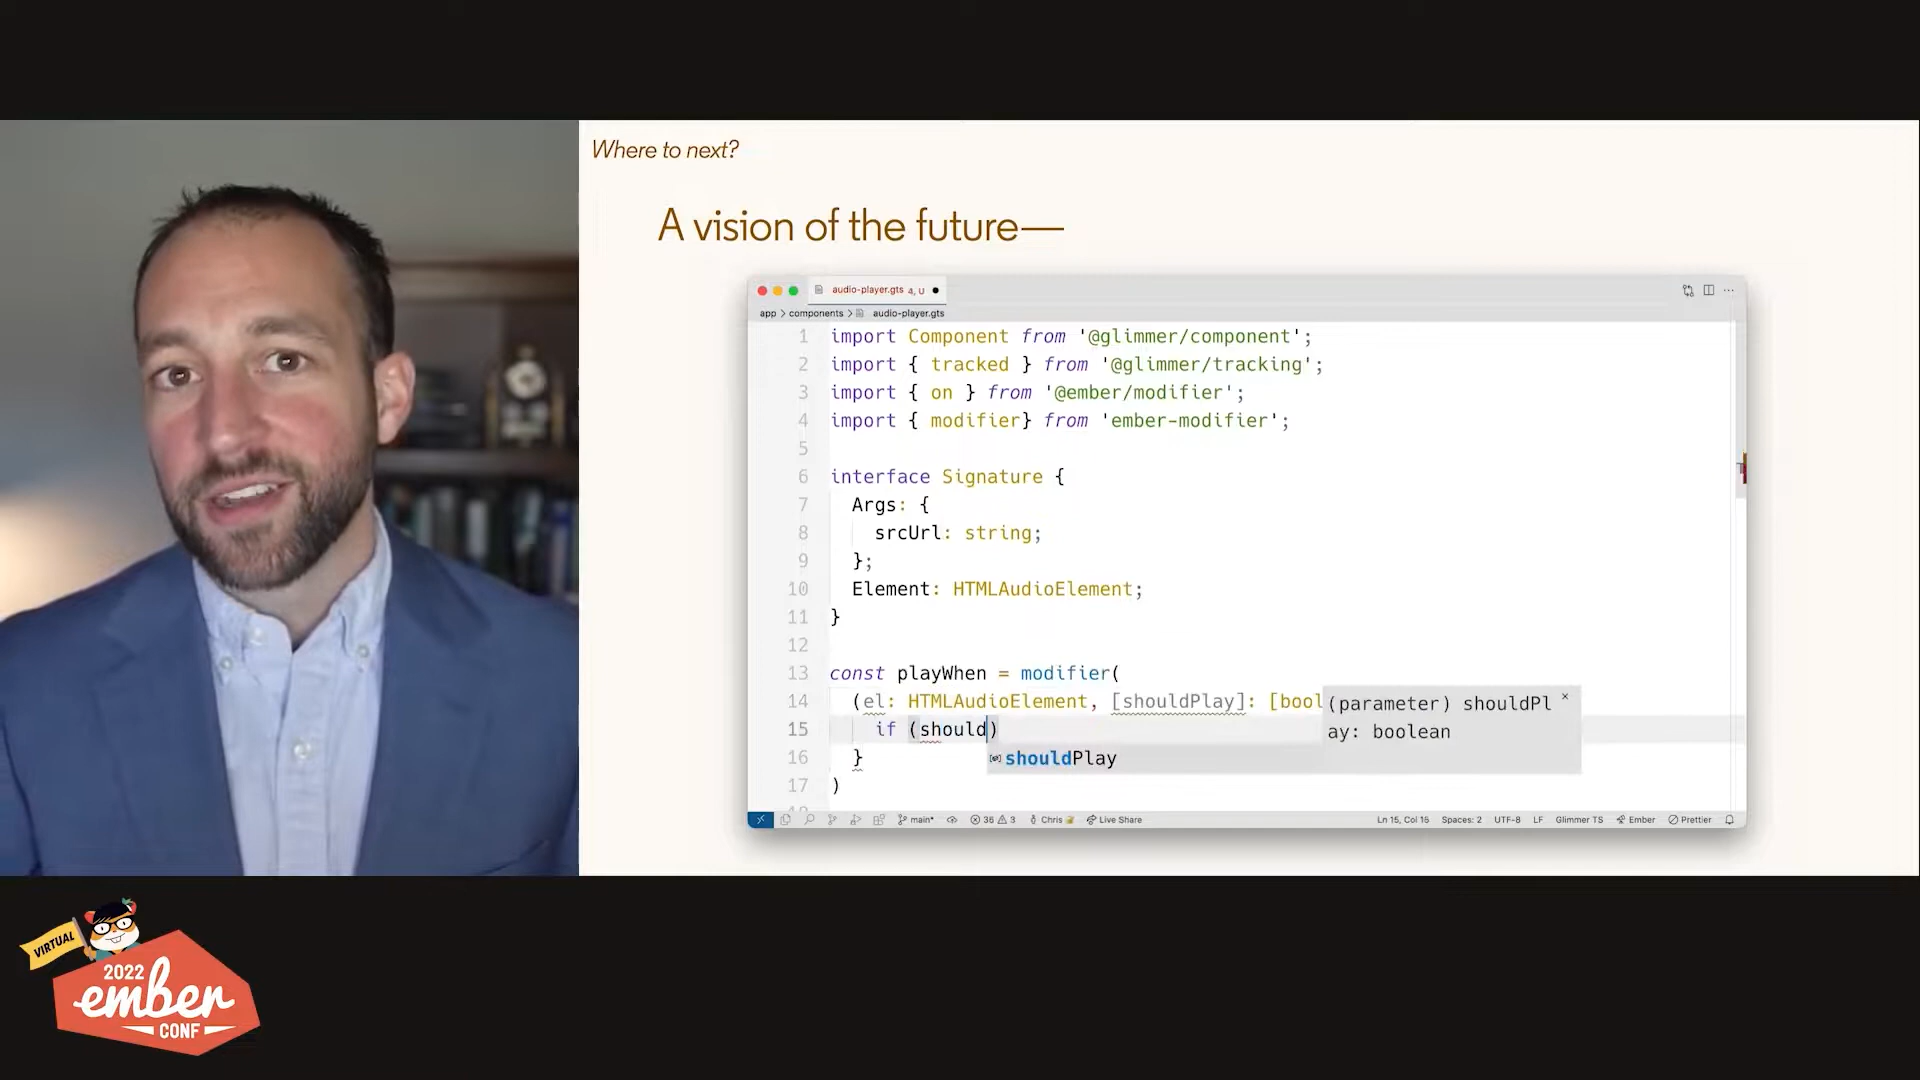 Where to next?
A vision of the future—
audio-player.gts 4, U
app > components > audio-player.gts
1 import Component from '@glimmer/component';
2 import { tracked } from '@glimmer/tracking';
3 import { on } from '@ember/modifier';
4 import { modifier} from 'ember-modifier';
5
6 interface Signature {
7 Args: {
8 srcUrl: string;
9 };
10 Element: HTMLAudioElement;
11 }
12
13 const playWhen = modifier(
14 (el: HTMLAudioElement, [shouldPlay]: [bool
(parameter) shouldPl
ay: boolean
15 if (should)
shouldPlay
16 }
17 )
main* 36 3 Chris Live Share Ln 15, Col 15 Spaces: 2 UTF-8 LF Glimmer TS Ember Prettier
VIRTUAL
2022
ember
CONF